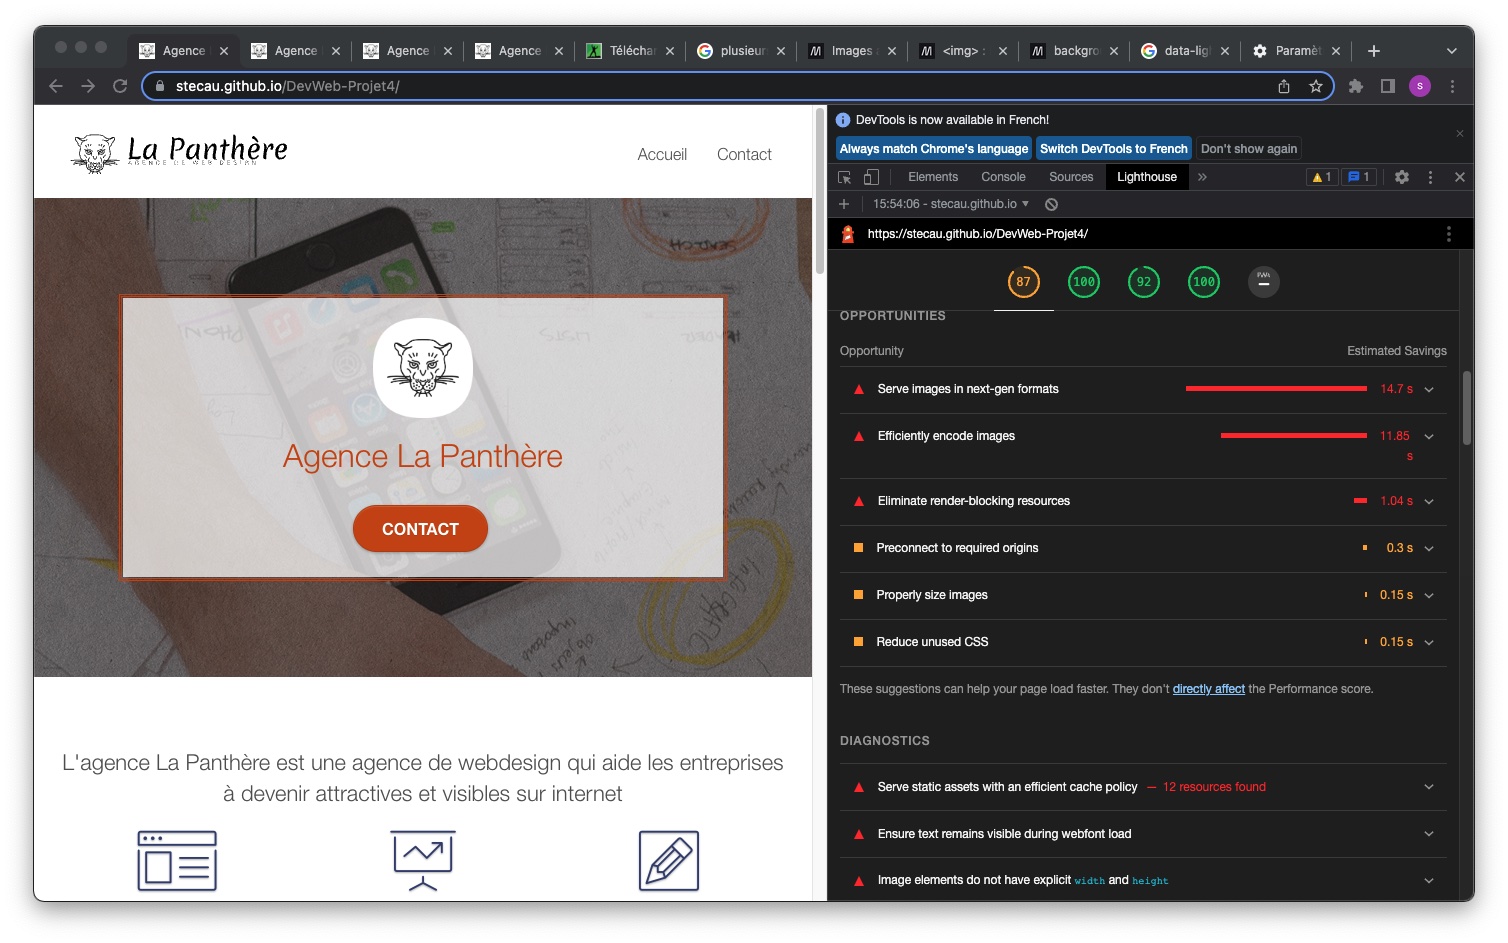 Agence
Agence
Agence
Agence
Téléchar
plusieur
Images
<img> :
backgro
data-lig
Paramèt
stecau.github.io/DevWeb-Projet4/
s
La Panthère
AGENCE DE WEB DESIGN
Accueil
Contact
Agence La Panthère
CONTACT
L'agence La Panthère est une agence de webdesign qui aide les entreprises
à devenir attractives et visibles sur internet
DevTools is now available in French!
Always match Chrome's language
Switch DevTools to French
Don't show again
Elements
Console
Sources
Lighthouse
»
1
1
15:54:06 - stecau.github.io
https://stecau.github.io/DevWeb-Projet4/
87
100
92
100
PWA
OPPORTUNITIES
Opportunity
Estimated Savings
Serve images in next-gen formats
14.7 s
Efficiently encode images
11.85
s
Eliminate render-blocking resources
1.04 s
Preconnect to required origins
0.3 s
Properly size images
0.15 s
Reduce unused CSS
0.15 s
These suggestions can help your page load faster. They don't directly affect the Performance score.
DIAGNOSTICS
Serve static assets with an efficient cache policy — 12 resources found
Ensure text remains visible during webfont load
Image elements do not have explicit width and height